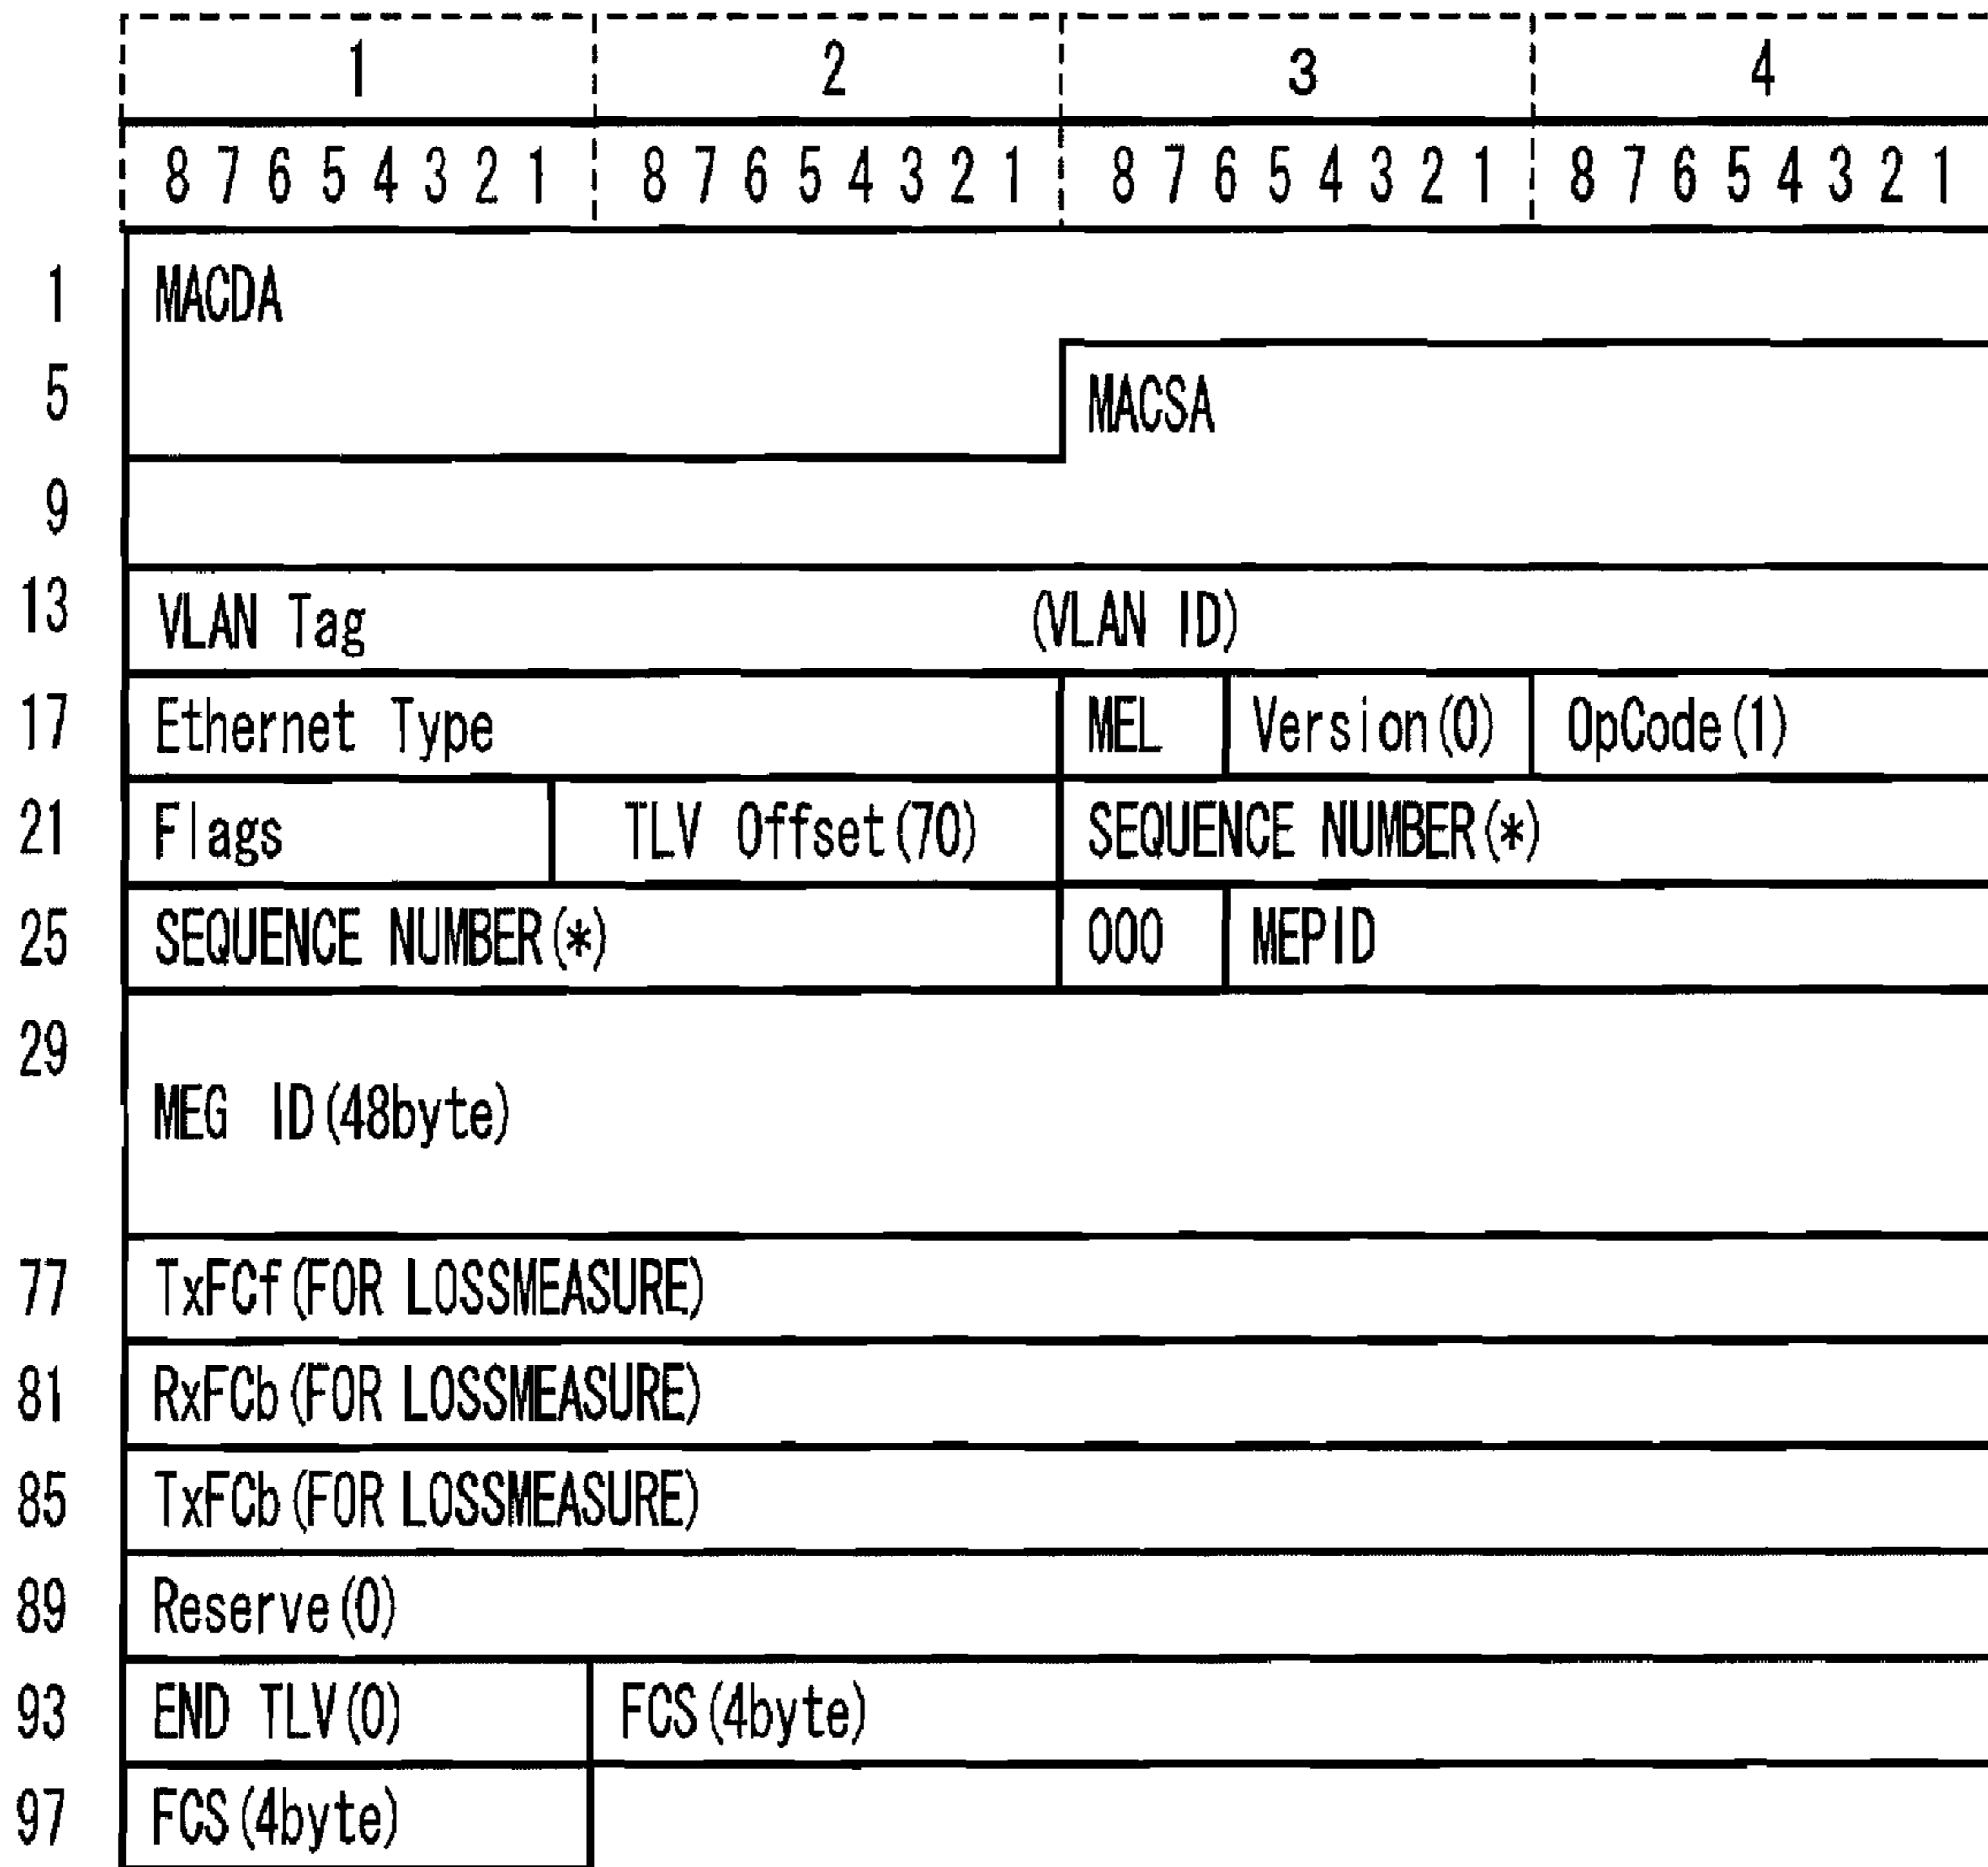 1 2 3 4
8 7 6 5 4 3 2 1 8 7 6 5 4 3 2 1 8 7 6 5 4 3 2 1 8 7 6 5 4 3 2 1
1 MACDA
5 MACSA
9
13 VLAN Tag (VLAN ID)
17 Ethernet Type MEL Version(0) OpCode(1)
21 Flags TLV Offset(70) SEQUENCE NUMBER(*)
25 SEQUENCE NUMBER(*) 000 MEPID
29
MEG ID(48byte)
77 TxFCf(FOR LOSSMEASURE)
81 RxFCb(FOR LOSSMEASURE)
85 TxFCb(FOR LOSSMEASURE)
89 Reserve(0)
93 END TLV(0) FCS(4byte)
97 FCS(4byte)